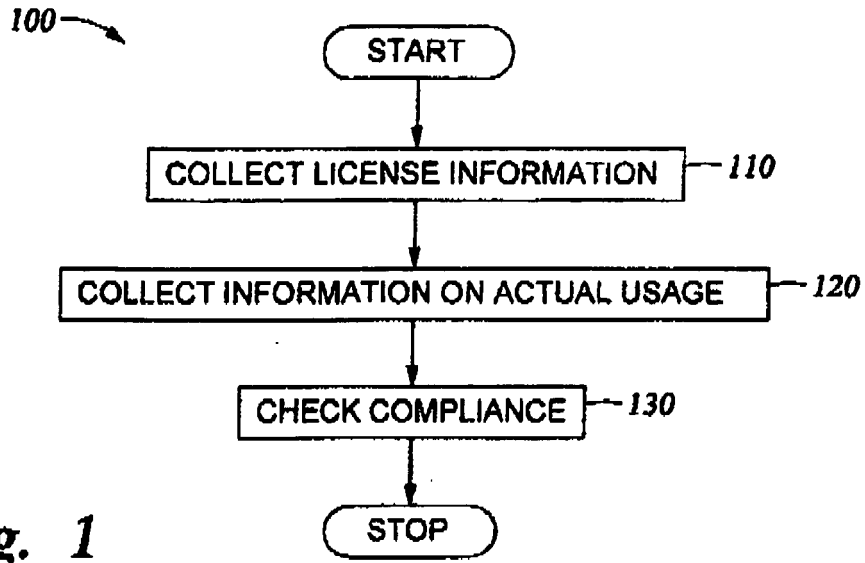 100
START
COLLECT LICENSE INFORMATION 110
COLLECT INFORMATION ON ACTUAL USAGE 120
CHECK COMPLIANCE 130
STOP
g. 1